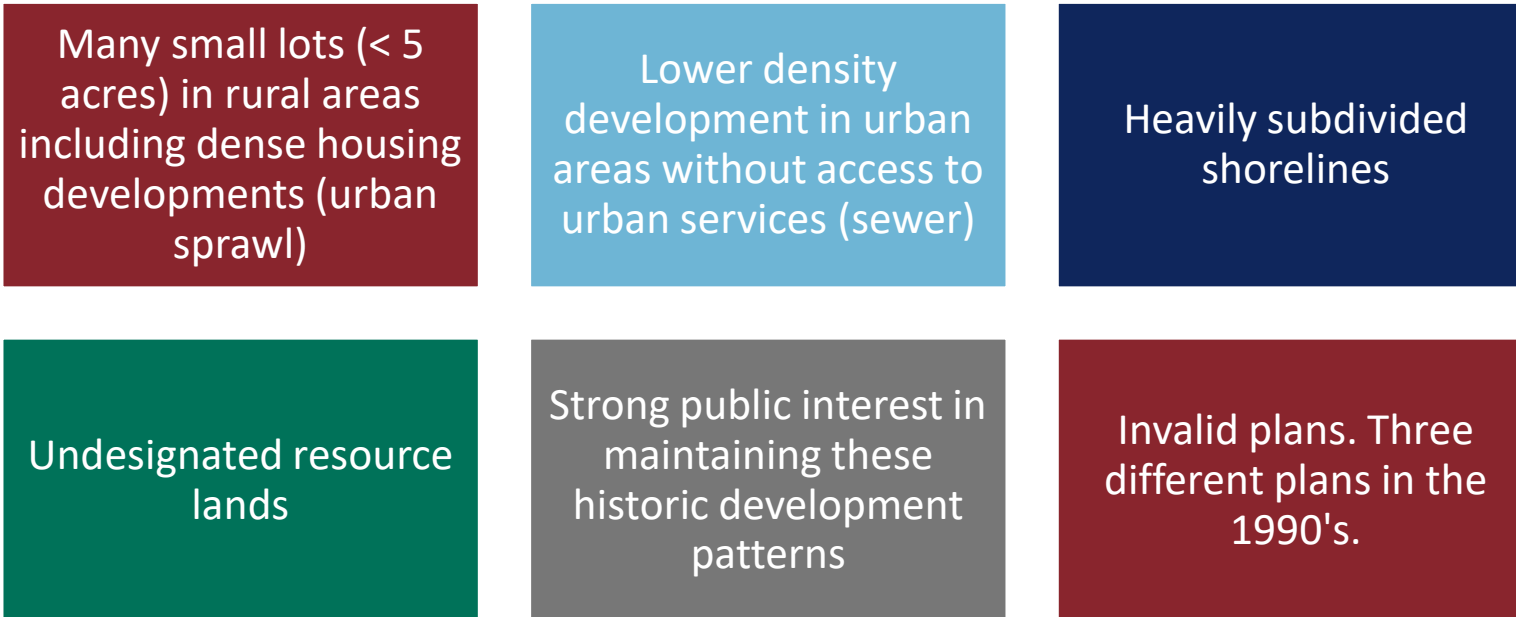 Many small lots (< 5
acres) in rural areas
including dense housing
developments (urban
sprawl)
Lower density
development in urban
areas without access to
urban services (sewer)
Heavily subdivided
shorelines
Undesignated resource
lands
Strong public interest in
maintaining these
historic development
patterns
Invalid plans. Three
different plans in the
1990's.